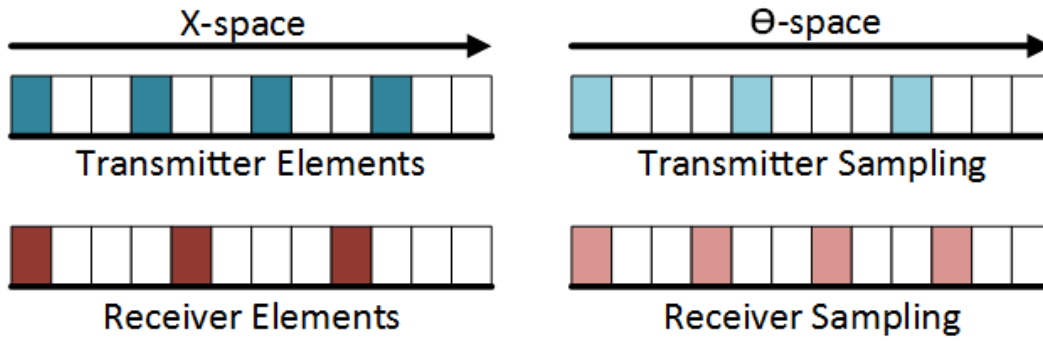 X-space
Ɵ-space
Transmitter Elements
Transmitter Sampling
Receiver Elements
Receiver Sampling